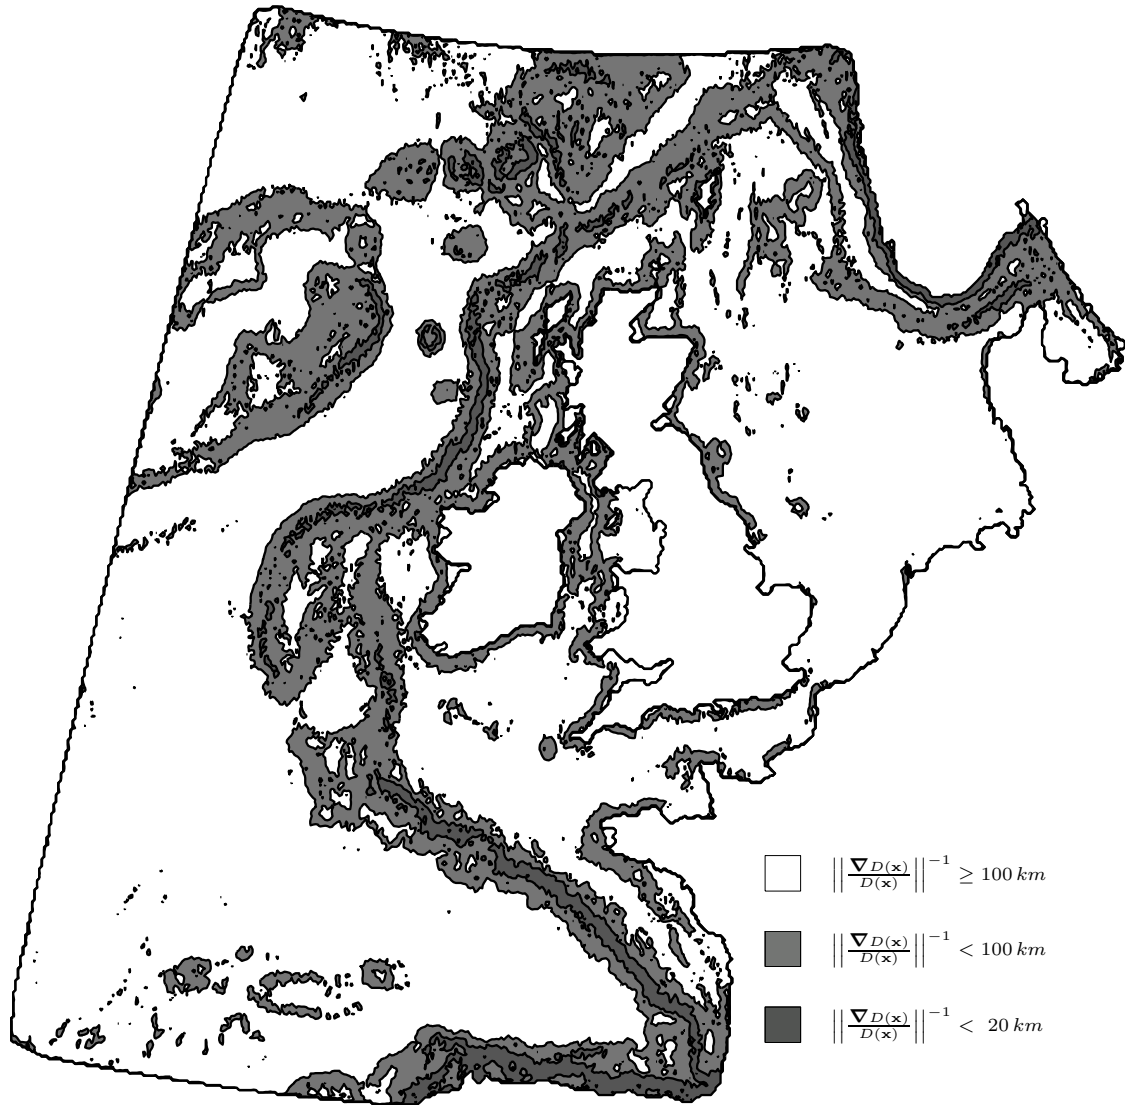 || ∇D(x) / D(x) ||⁻¹ ≥ 100 km
|| ∇D(x) / D(x) ||⁻¹ < 100 km
|| ∇D(x) / D(x) ||⁻¹ < 20 km